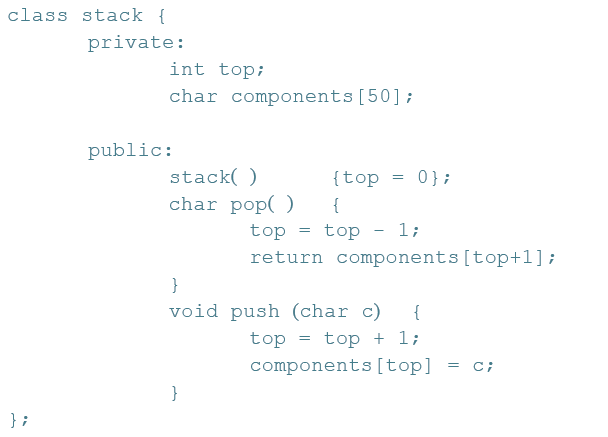 class stack {
private:
int top;
char components[50];
public:
stack( ) {top = 0};
char pop( ) {
top = top - 1;
return components[top+1];
}
void push (char c) {
top = top + 1;
components[top] = c;
}
};